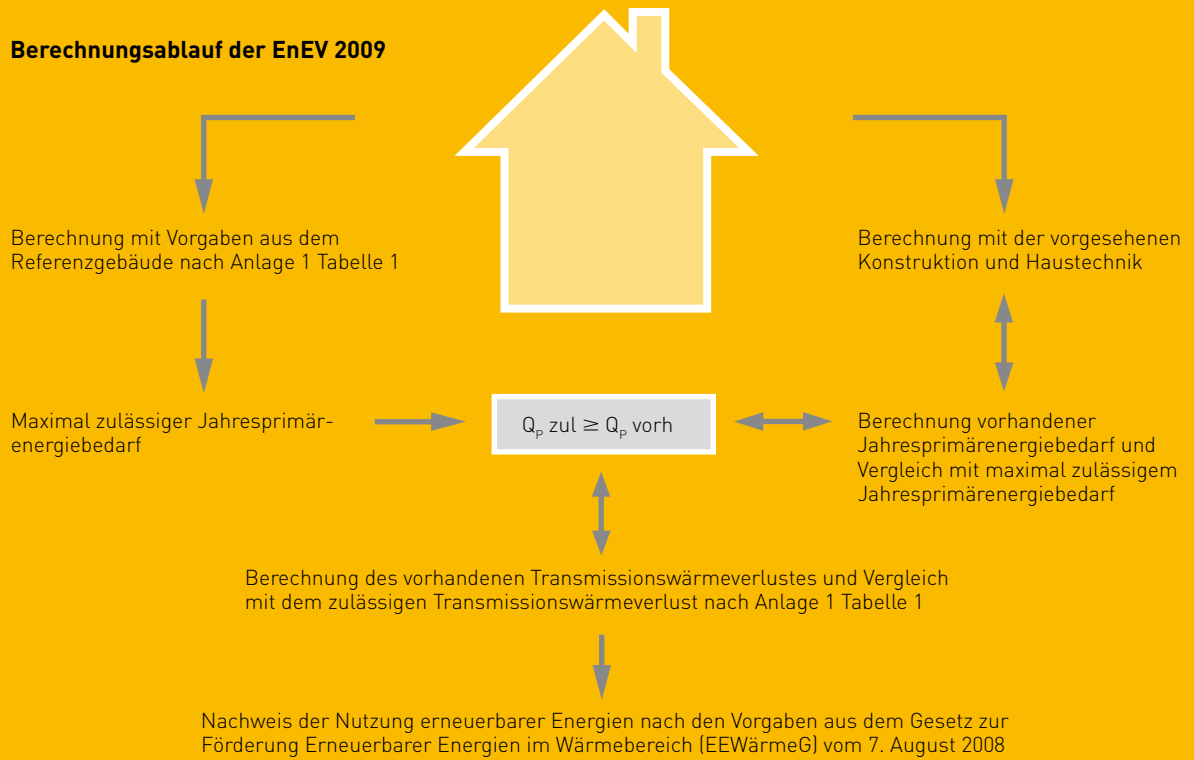 Berechnungsablauf der EnEV 2009
Berechnung mit Vorgaben aus dem
Referenzgebäude nach Anlage 1 Tabelle 1
Berechnung mit der vorgesehenen
Konstruktion und Haustechnik
Maximal zulässiger Jahresprimär-
energiebedarf
Qₚ zul ≥ Qₚ vorh
Berechnung vorhandener
Jahresprimärenergiebedarf und
Vergleich mit maximal zulässigem
Jahresprimärenergiebedarf
Berechnung des vorhandenen Transmissionswärmeverlustes und Vergleich
mit dem zulässigen Transmissionswärmeverlust nach Anlage 1 Tabelle 1
Nachweis der Nutzung erneuerbarer Energien nach den Vorgaben aus dem Gesetz zur
Förderung Erneuerbarer Energien im Wärmebereich (EEWärmeG) vom 7. August 2008